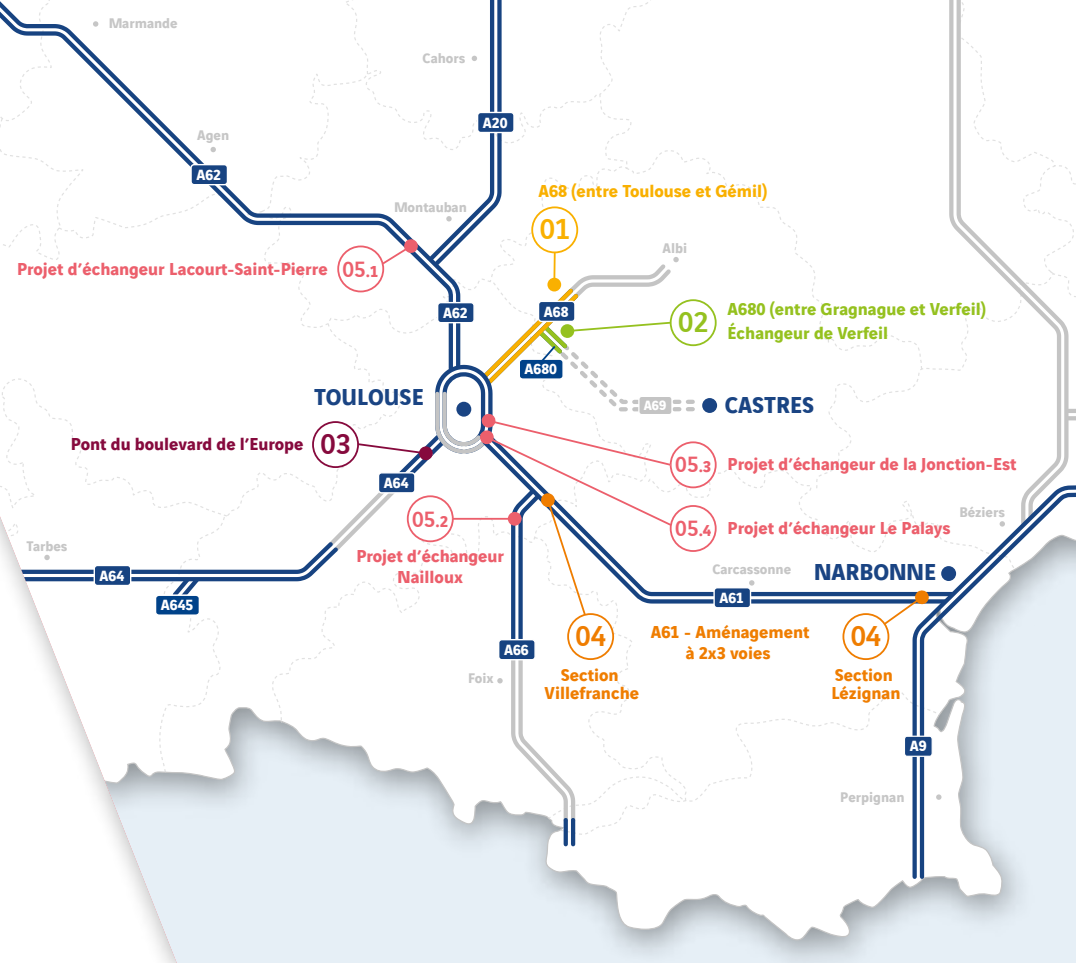 Marmande
Cahors
A20
Agen
A62
A68 (entre Toulouse et Gémil)
Montauban
01
Albi
Projet d’échangeur Lacourt-Saint-Pierre
05.1
A62
A68
02
A680 (entre Gragnague et Verfeil)
Échangeur de Verfeil
A680
TOULOUSE
A69
CASTRES
Pont du boulevard de l’Europe
03
05.3
Projet d’échangeur de la Jonction-Est
A64
05.2
05.4
Projet d’échangeur Le Palays
Béziers
Tarbes
Projet d’échangeur
Nailloux
A64
Carcassonne
NARBONNE
A645
A61
04
A61 - Aménagement
à 2x3 voies
04
A66
Foix
Section
Villefranche
Section
Lézignan
A9
Perpignan